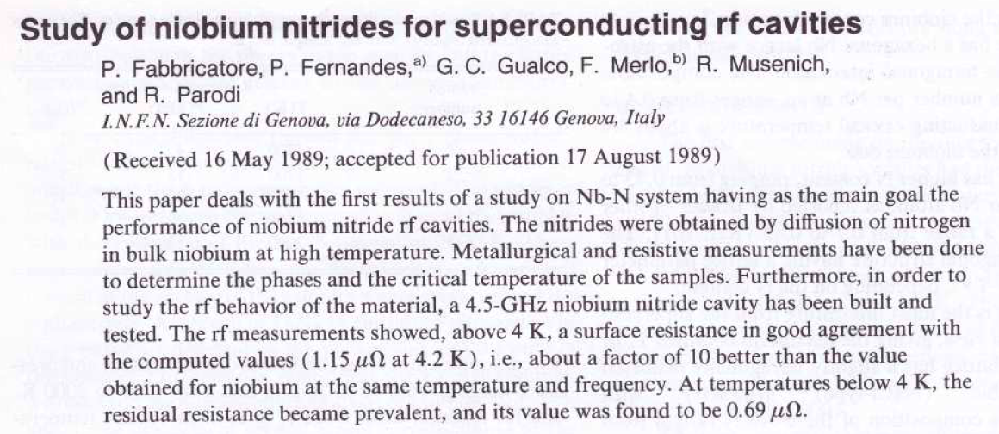 Study of niobium nitrides for superconducting rf cavities
P. Fabbricatore, P. Fernandes,a) G. C. Gualco, F. Merlo,b) R. Musenich,
and R. Parodi
I.N.F.N. Sezione di Genova, via Dodecaneso, 33 16146 Genova, Italy
(Received 16 May 1989; accepted for publication 17 August 1989)
This paper deals with the first results of a study on Nb-N system having as the main goal the
performance of niobium nitride rf cavities. The nitrides were obtained by diffusion of nitrogen
in bulk niobium at high temperature. Metallurgical and resistive measurements have been done
to determine the phases and the critical temperature of the samples. Furthermore, in order to
study the rf behavior of the material, a 4.5-GHz niobium nitride cavity has been built and
tested. The rf measurements showed, above 4 K, a surface resistance in good agreement with
the computed values (1.15 μΩ at 4.2 K), i.e., about a factor of 10 better than the value
obtained for niobium at the same temperature and frequency. At temperatures below 4 K, the
residual resistance became prevalent, and its value was found to be 0.69 μΩ.